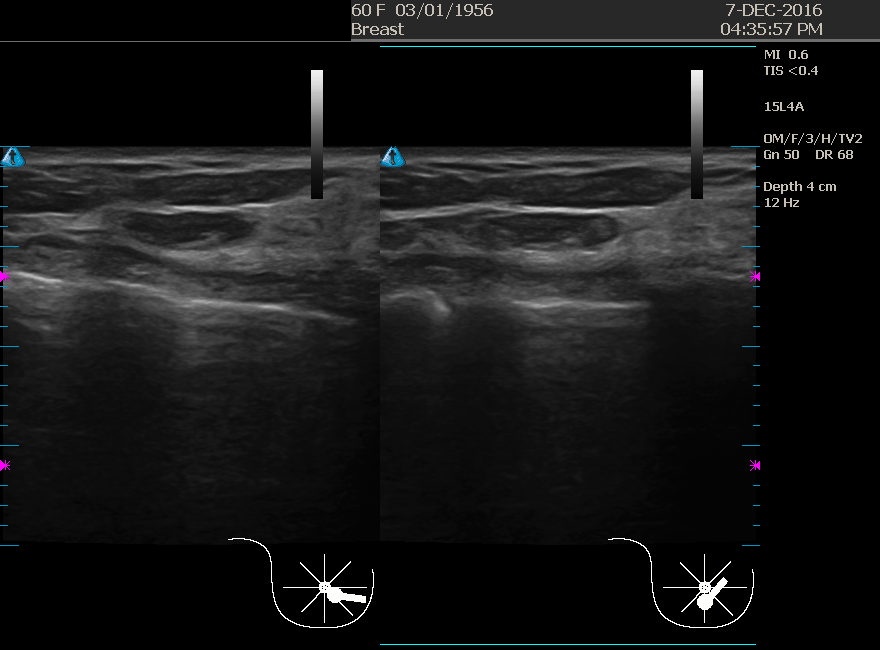 60 F 03/01/1956 7-DEC-2016
Breast 04:35:57 PM
MI 0.6
TIS <0.4
15L4A
OM/F/3/H/TV2
Gn 50 DR 68
Depth 4 cm
12 Hz